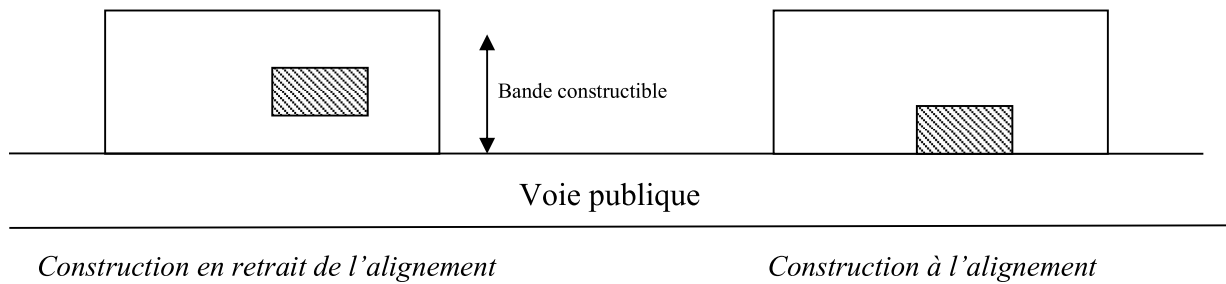 Bande constructible
Voie publique
Construction en retrait de l'alignement
Construction à l'alignement